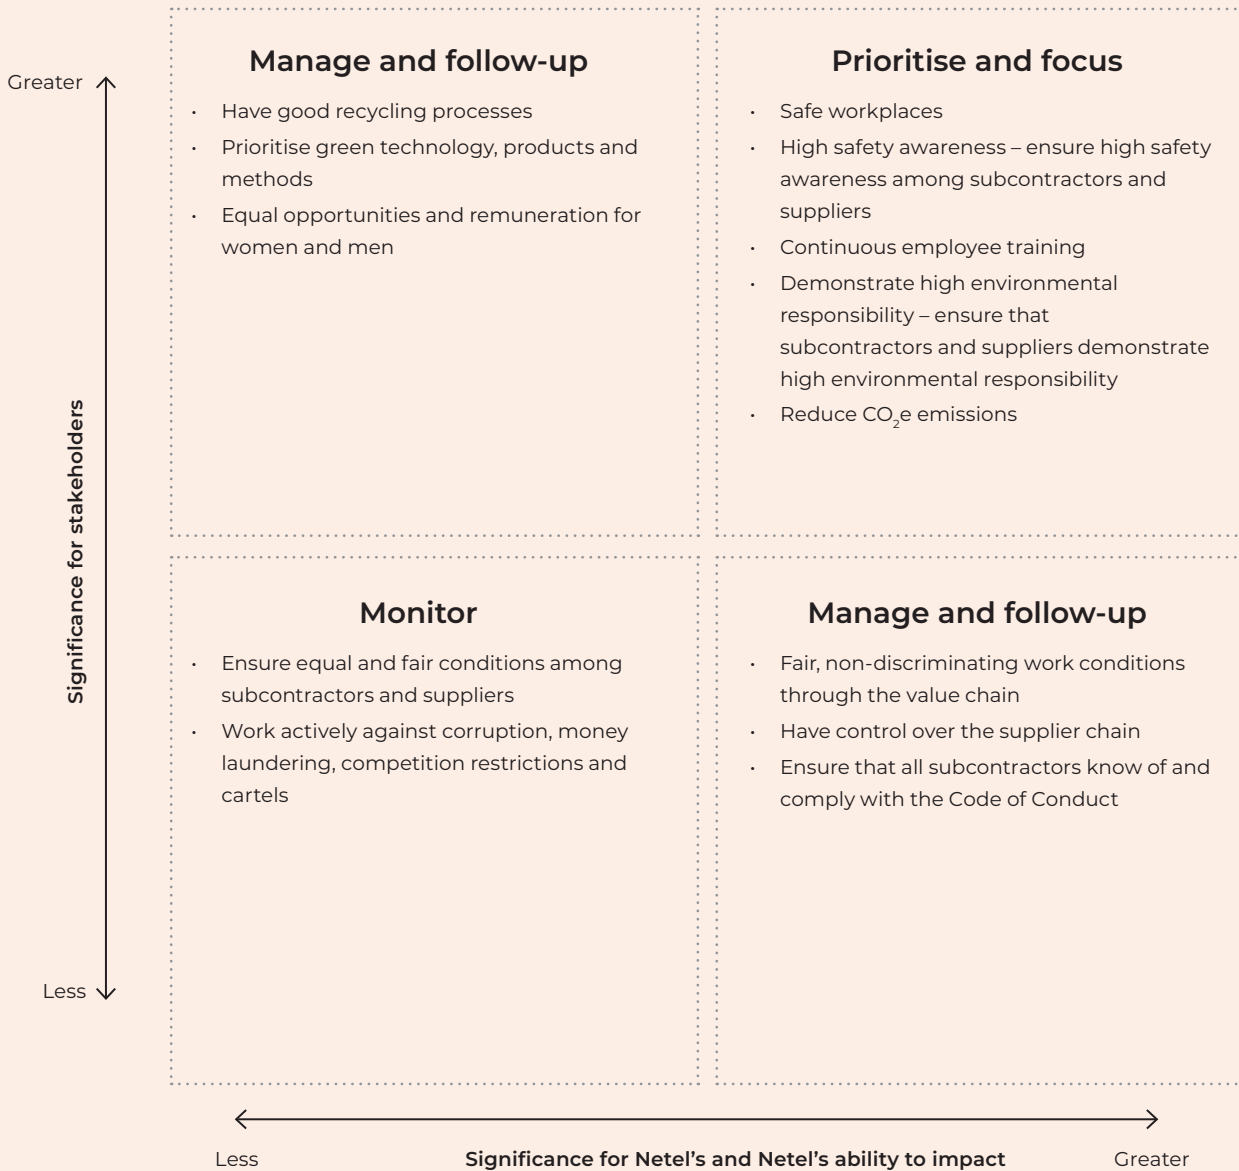 Greater
Significance for stakeholders
Less
Manage and follow-up
• Have good recycling processes
• Prioritise green technology, products and
methods
• Equal opportunities and remuneration for
women and men
Prioritise and focus
• Safe workplaces
• High safety awareness – ensure high safety
awareness among subcontractors and
suppliers
• Continuous employee training
• Demonstrate high environmental
responsibility – ensure that
subcontractors and suppliers demonstrate
high environmental responsibility
• Reduce CO₂e emissions
Monitor
• Ensure equal and fair conditions among
subcontractors and suppliers
• Work actively against corruption, money
laundering, competition restrictions and
cartels
Manage and follow-up
• Fair, non-discriminating work conditions
through the value chain
• Have control over the supplier chain
• Ensure that all subcontractors know of and
comply with the Code of Conduct
Less
Significance for Netel’s and Netel’s ability to impact
Greater